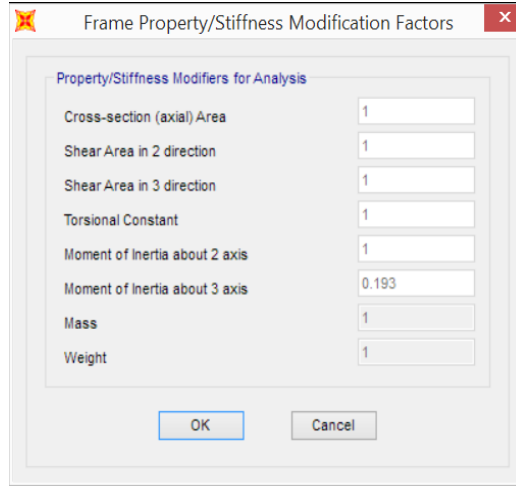 Frame Property/Stiffness Modification Factors
Property/Stiffness Modifiers for Analysis
Cross-section (axial) Area 1
Shear Area in 2 direction 1
Shear Area in 3 direction 1
Torsional Constant 1
Moment of Inertia about 2 axis 1
Moment of Inertia about 3 axis 0.193
Mass 1
Weight 1
OK Cancel